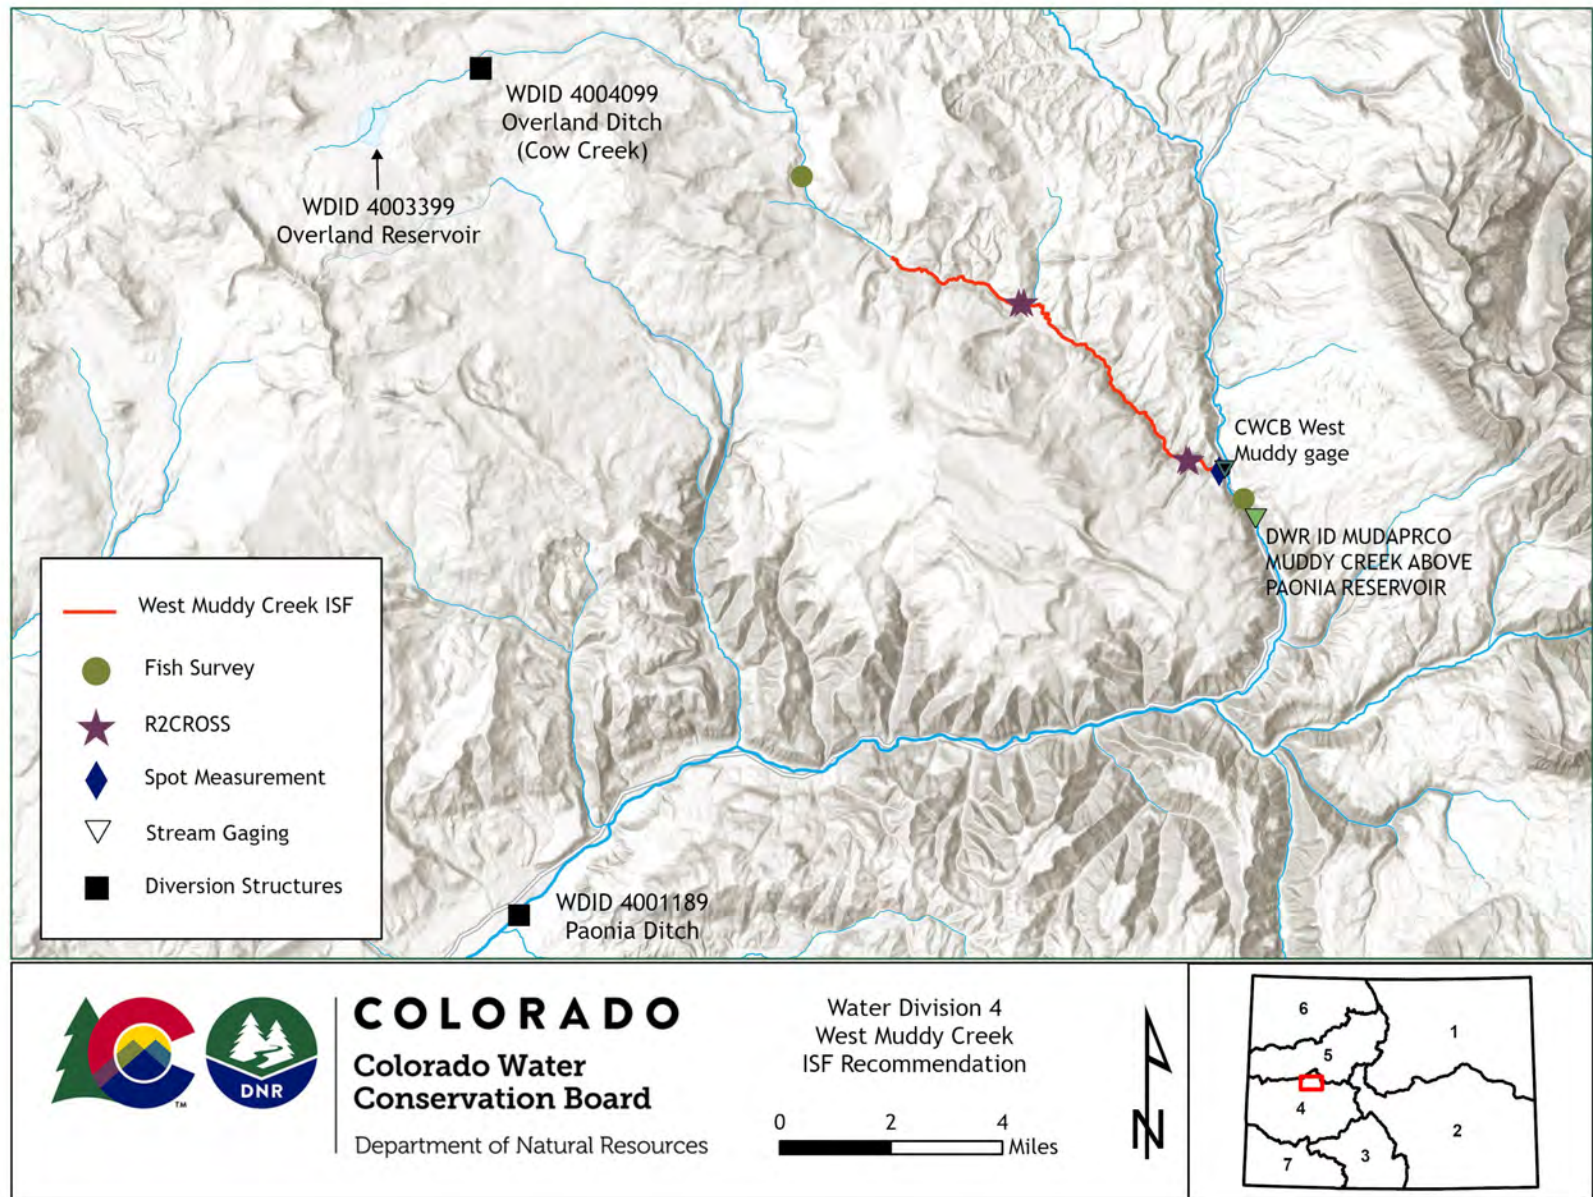 WDID 4004099
Overland Ditch
(Cow Creek)
WDID 4003399
Overland Reservoir
CWCB West
Muddy gage
DWR ID MUDAPRCO
MUDDY CREEK ABOVE
PAONIA RESERVOIR
West Muddy Creek ISF
Fish Survey
R2CROSS
Spot Measurement
Stream Gaging
Diversion Structures
WDID 4001189
Paonia Ditch
DNR
TM
COLORADO
Colorado Water
Conservation Board
Department of Natural Resources
Water Division 4
West Muddy Creek
ISF Recommendation
0 2 4
Miles
N
6
1
5
4
2
3
7